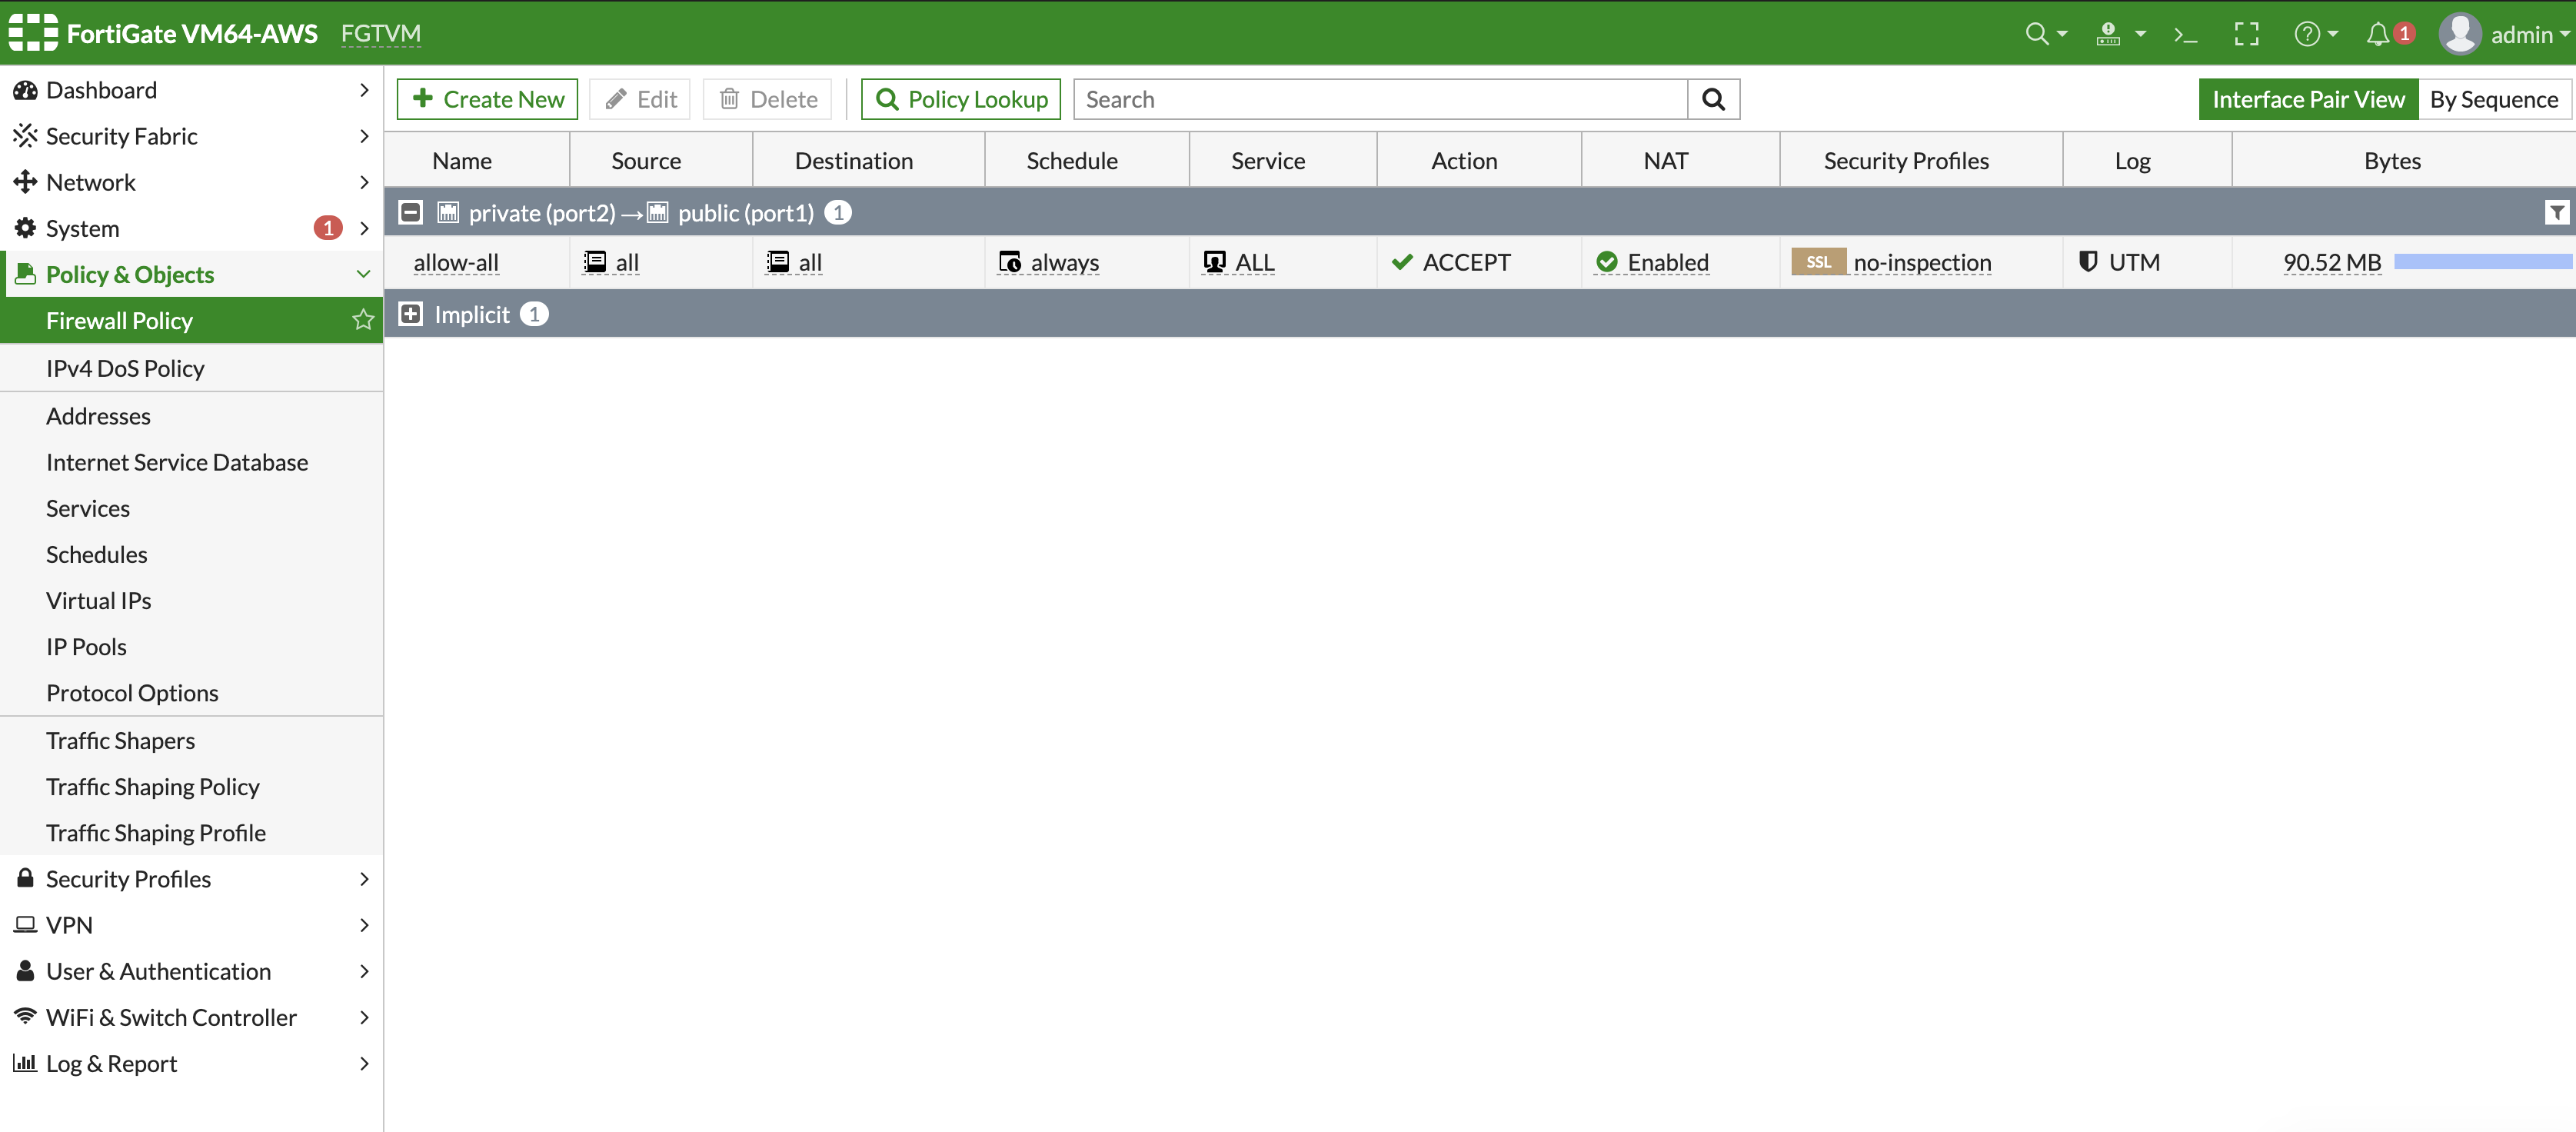 FortiGate VM64-AWS FGTVM 1 admin
Dashboard
Security Fabric
Network
System 1
Policy & Objects
Firewall Policy
IPv4 DoS Policy
Addresses
Internet Service Database
Services
Schedules
Virtual IPs
IP Pools
Protocol Options
Traffic Shapers
Traffic Shaping Policy
Traffic Shaping Profile
Security Profiles
VPN
User & Authentication
WiFi & Switch Controller
Log & Report
Create New Edit Delete Policy Lookup Search Interface Pair View By Sequence
Name Source Destination Schedule Service Action NAT Security Profiles Log Bytes
private (port2) → public (port1) 1
allow-all all all always ALL ACCEPT Enabled SSL no-inspection UTM 90.52 MB
Implicit 1